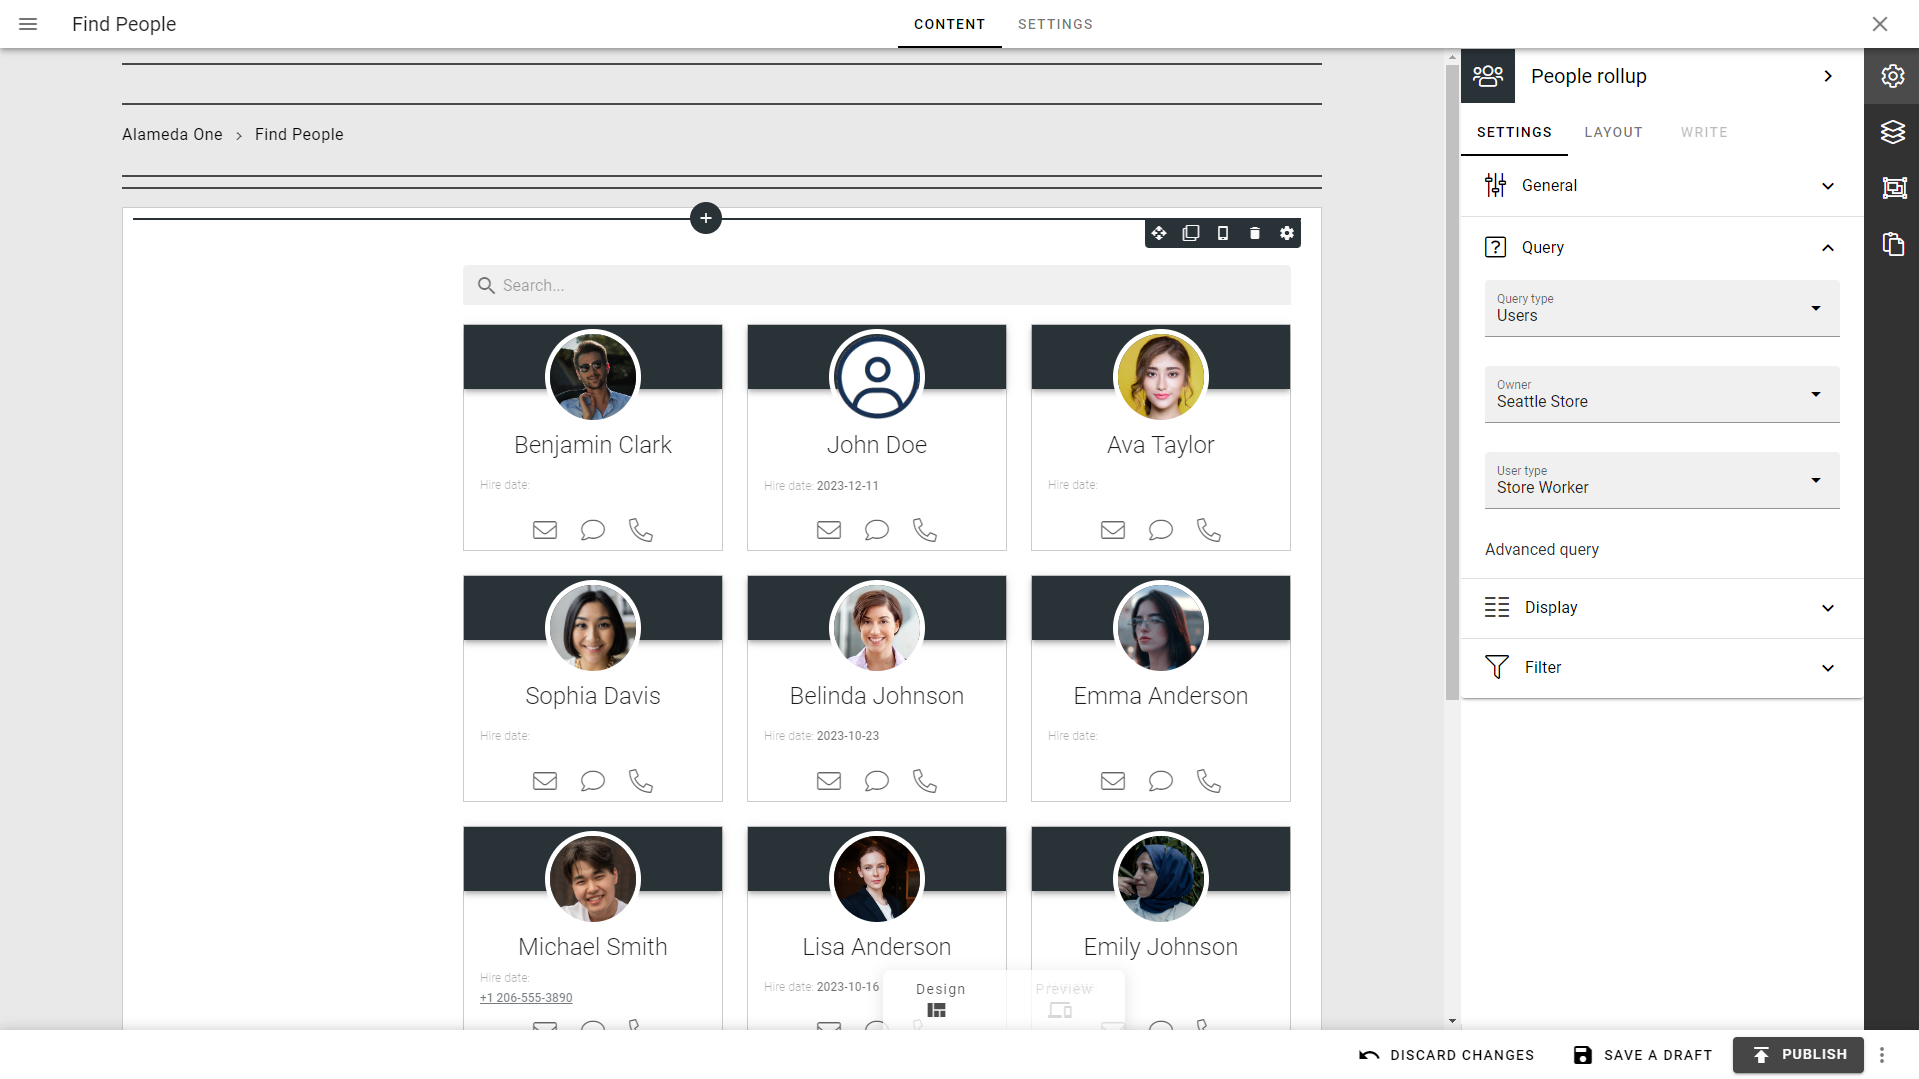 Find People
CONTENT
SETTINGS
Alameda One > Find People
Search...
Benjamin Clark
Hire date:
John Doe
Hire date: 2023-12-11
Ava Taylor
Hire date:
Sophia Davis
Hire date:
Belinda Johnson
Hire date: 2023-10-23
Emma Anderson
Hire date:
Michael Smith
Hire date:
+1 206-555-3890
Lisa Anderson
Hire date: 2023-10-16
Emily Johnson
Design
Preview
People rollup
SETTINGS
LAYOUT
WRITE
General
Query
Query type
Users
Owner
Seattle Store
User type
Store Worker
Advanced query
Display
Filter
DISCARD CHANGES
SAVE A DRAFT
PUBLISH